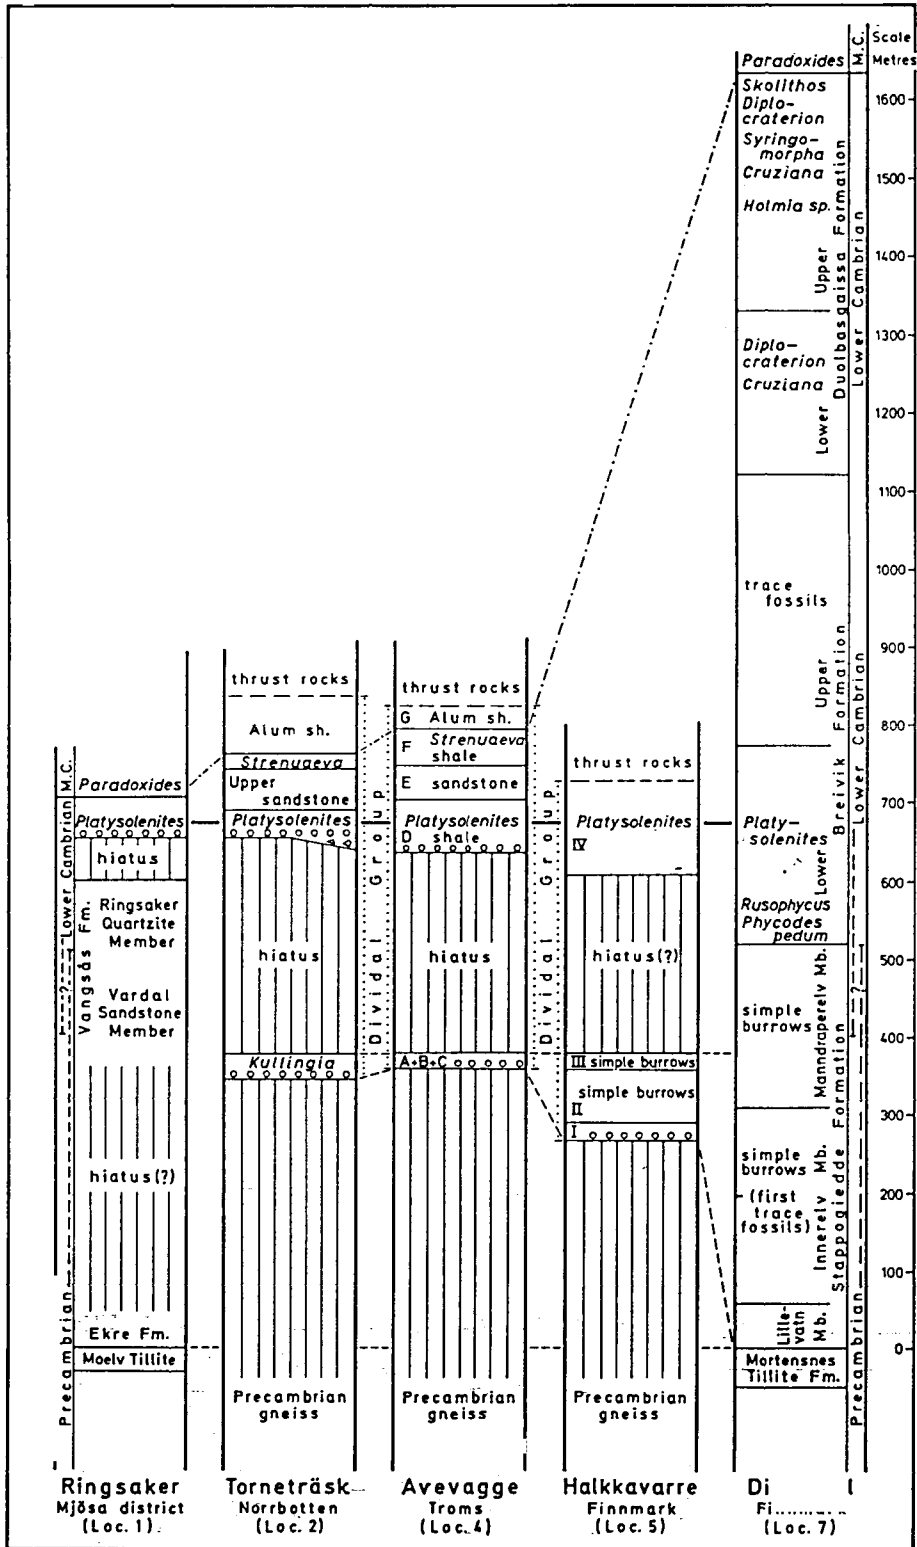 Scale
Metres
M.C.
Paradoxides
Skolithos
Diplo-
craterion
Syringo-
morpha
Cruziana
Holmia sp.
Upper
Diplo-
craterion
Cruziana
Lower
Duolbasgaissa Formation
Lower Cambrian
trace
fossils
Upper
Platy-
solenites
Lower
Rusophycus
Phycodes
pedum
Breivik Formation
Lower Cambrian
simple
burrows
Mandraperelv Mb.
?
simple
burrows
(first
trace
fossils)
Innerelv Mb.
Stappogiedde Formation
Lille-
vatn
Mb.
Mortensnes
Tillite Fm.
Precambrian
1600
1500
1400
1300
1200
1100
1000
900
800
700
600
500
400
300
200
100
0
M.C.
Lower Cambrian
?
Precambrian
Paradoxides
Platysolenites
hiatus
Vangsås Fm.
Ringsaker
Quartzite
Member
Vardal
Sandstone
Member
hiatus(?)
Ekre Fm.
Moelv Tillite
thrust rocks
Alum sh.
Strenuaeva
Upper
sandstone
Platysolenites
hiatus
Kullingia
Precambrian
gneiss
Dividal Group
thrust rocks
G Alum sh.
F Strenuaeva
shale
E sandstone
Platysolenites
D shale
hiatus
A+B+C
Precambrian
gneiss
Dividal Group
thrust rocks
Platysolenites
IV
hiatus(?)
III simple burrows
simple burrows
II
I
Precambrian
gneiss
Ringsaker
Mjösa district
(Loc. 1)
Torneträsk
Norrbotten
(Loc. 2)
Avevagge
Troms
(Loc. 4)
Halkkavarre
Finnmark
(Loc. 5)
(Loc. 7)